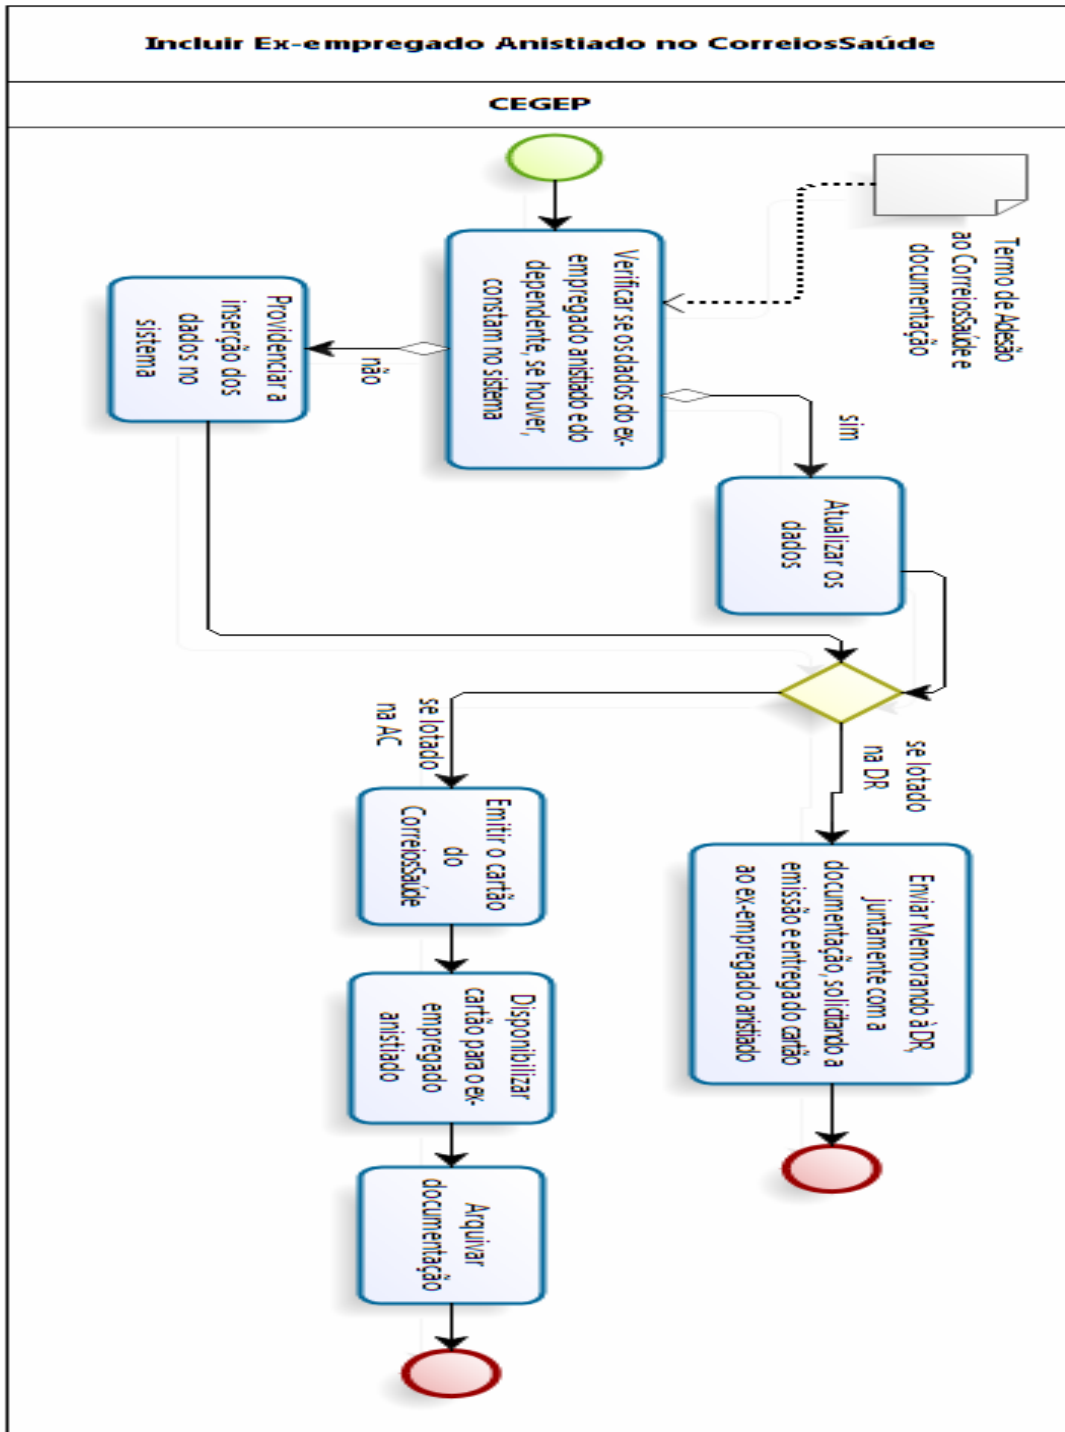 Incluir Ex-empregado Anistiado no CorreiosSaúde
CEGEP
Termo de Adesão
ao CorreiosSaúde e
documentação
Verificar se os dados do ex-
empregado anistiado e do
dependente, se houver,
constam no sistema
não
Providenciar a
inserção dos
dados no
sistema
sim
Atualizar os
dados
se lotado
na DR
Enviar Memorando à DR,
juntamente com a
documentação, solicitando a
emissão e entrega do cartão
ao ex-empregado anistiado
se lotado
na AC
Emitir o cartão
do
CorreiosSaúde
Disponibilizar
cartão para o ex-
empregado
anistiado
Arquivar
documentação